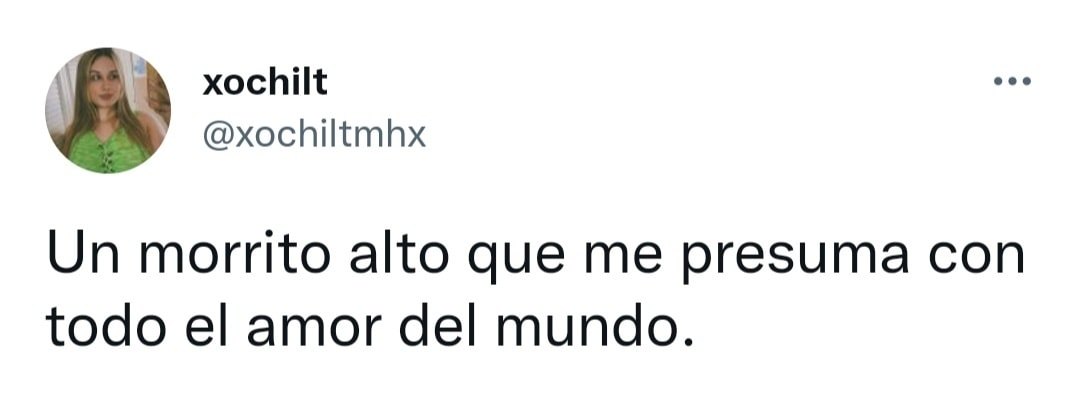 xochilt
@xochiltmhx
Un morrito alto que me presuma con
todo el amor del mundo.